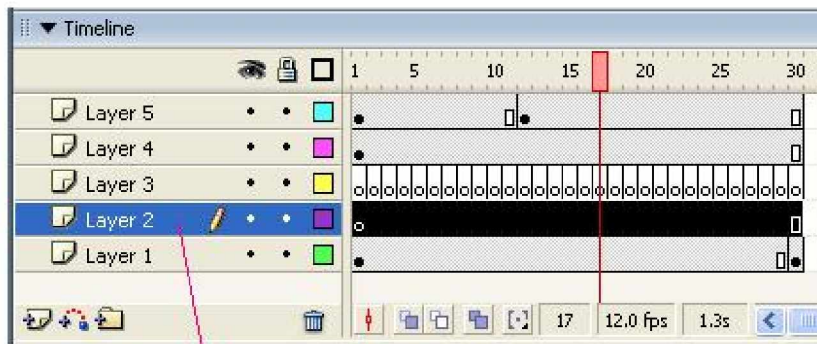 Timeline
1 5 10 15 20 25 30
Layer 5
Layer 4
Layer 3
Layer 2
Layer 1
17 12.0 fps 1.3s